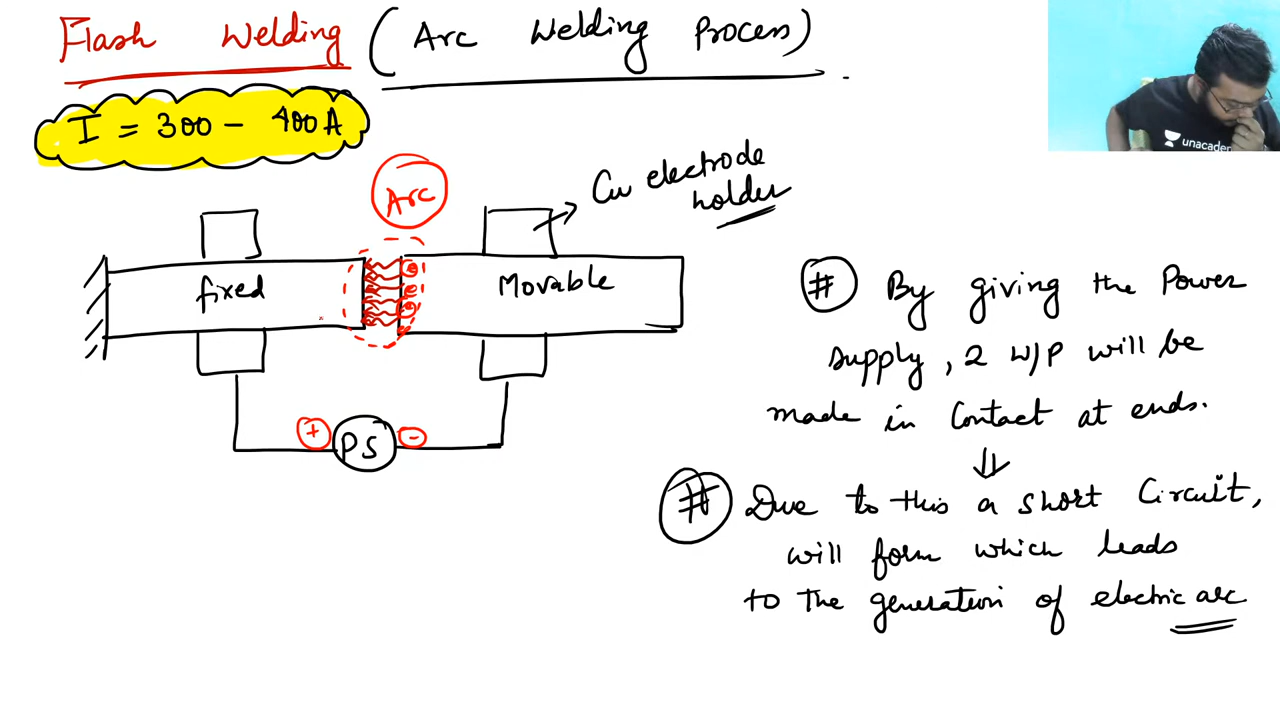 Flash Welding (Arc Welding Process)
I = 300 - 400A
Arc
Cu electrode
holder
fixed
Movable
+ PS -
# By giving the Power
supply, 2 W/P will be
made in Contact at ends.
# Due to this a short Circuit,
will form which leads
to the generation of electric arc
unacadem